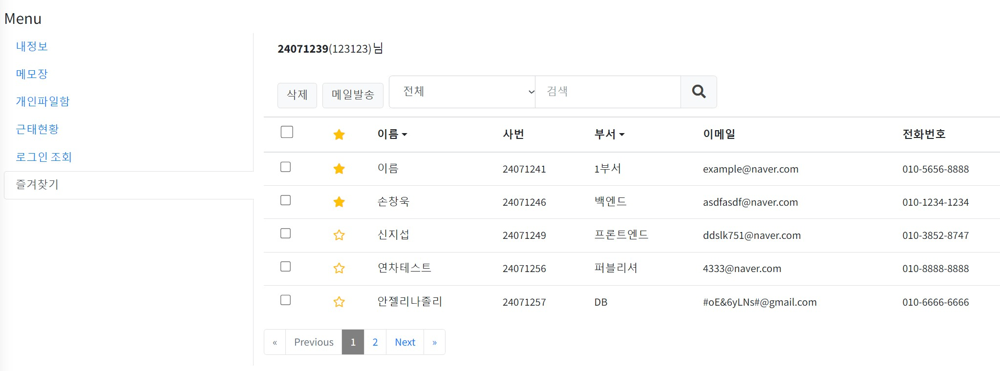 Menu
내정보
메모장
개인파일함
근태현황
로그인 조회
즐겨찾기
24071239(123123)님
삭제 메일발송 전체 검색
이름 사번 부서 이메일 전화번호
이름 24071241 1부서 example@naver.com 010-5656-8888
손창욱 24071246 백엔드 asdfasdf@naver.com 010-1234-1234
신지섭 24071249 프론트엔드 ddslk751@naver.com 010-3852-8747
연차테스트 24071256 퍼블리셔 4333@naver.com 010-8888-8888
안젤리나졸리 24071257 DB #oE&6yLNs#@gmail.com 010-6666-6666
« Previous 1 2 Next »